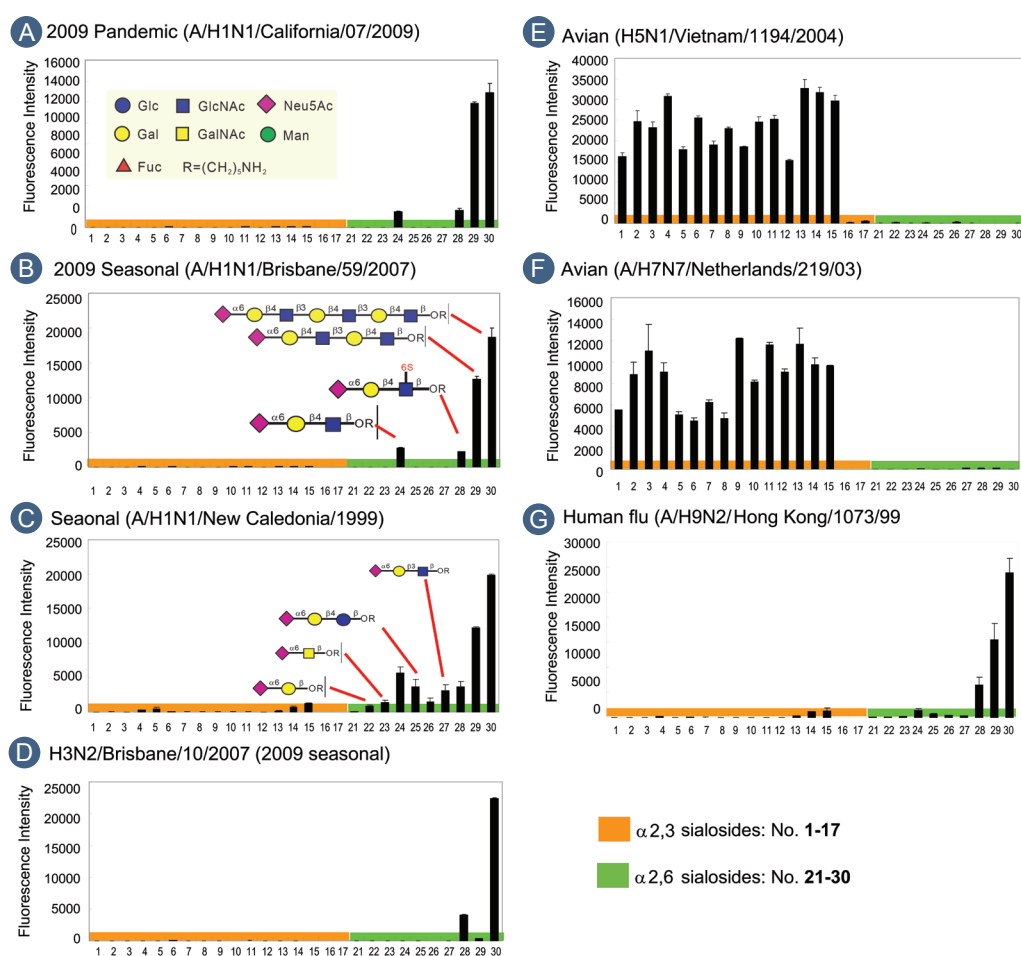 A 2009 Pandemic (A/H1N1/California/07/2009)
Fluorescence Intensity
16000
14000
12000
10000
8000
6000
4000
2000
0
0
Glc GlcNAc Neu5Ac
Gal GalNAc Man
Fuc R=(CH2)5NH2
1 2 3 4 5 6 7 8 9 10 11 12 13 14 15 16 17 21 22 23 24 25 26 27 28 29 30
B 2009 Seasonal (A/H1N1/Brisbane/59/2007)
Fluorescence Intensity
25000
20000
15000
10000
5000
0
α6 β4 β3 β4 β3 β4 β OR
α6 β4 β3 β4 β OR
6S
α6 β4 β OR
α6 β4 β OR
1 2 3 4 5 6 7 8 9 10 11 12 13 14 15 16 17 21 22 23 24 25 26 27 28 29 30
C Seaonal (A/H1N1/New Caledonia/1999)
Fluorescence Intensity
25000
20000
15000
10000
5000
0
α6 β3 β OR
α6 β4 β OR
α6 β OR
α6 β OR
1 2 3 4 5 6 7 8 9 10 11 12 13 14 15 16 17 21 22 23 24 25 26 27 28 29 30
D H3N2/Brisbane/10/2007 (2009 seasonal)
Fluorescence Intensity
25000
20000
15000
10000
5000
0
1 2 3 4 5 6 7 8 9 10 11 12 13 14 15 16 17 21 22 23 24 25 26 27 28 29 30
E Avian (H5N1/Vietnam/1194/2004)
Fluorescence Intensity
40000
35000
30000
25000
20000
15000
10000
5000
0
1 2 3 4 5 6 7 8 9 10 11 12 13 14 15 16 17 21 22 23 24 25 26 27 28 29 30
F Avian (A/H7N7/Netherlands/219/03)
Fluorescence Intensity
16000
14000
12000
10000
8000
6000
4000
2000
0
1 2 3 4 5 6 7 8 9 10 11 12 13 14 15 16 17 21 22 23 24 25 26 27 28 29 30
G Human flu (A/H9N2/Hong Kong/1073/99
Fluorescence Intensity
30000
25000
20000
15000
10000
5000
0
1 2 3 4 5 6 7 8 9 10 11 12 13 14 15 16 17 21 22 23 24 25 26 27 28 29 30
α2,3 sialosides: No. 1-17
α2,6 sialosides: No. 21-30